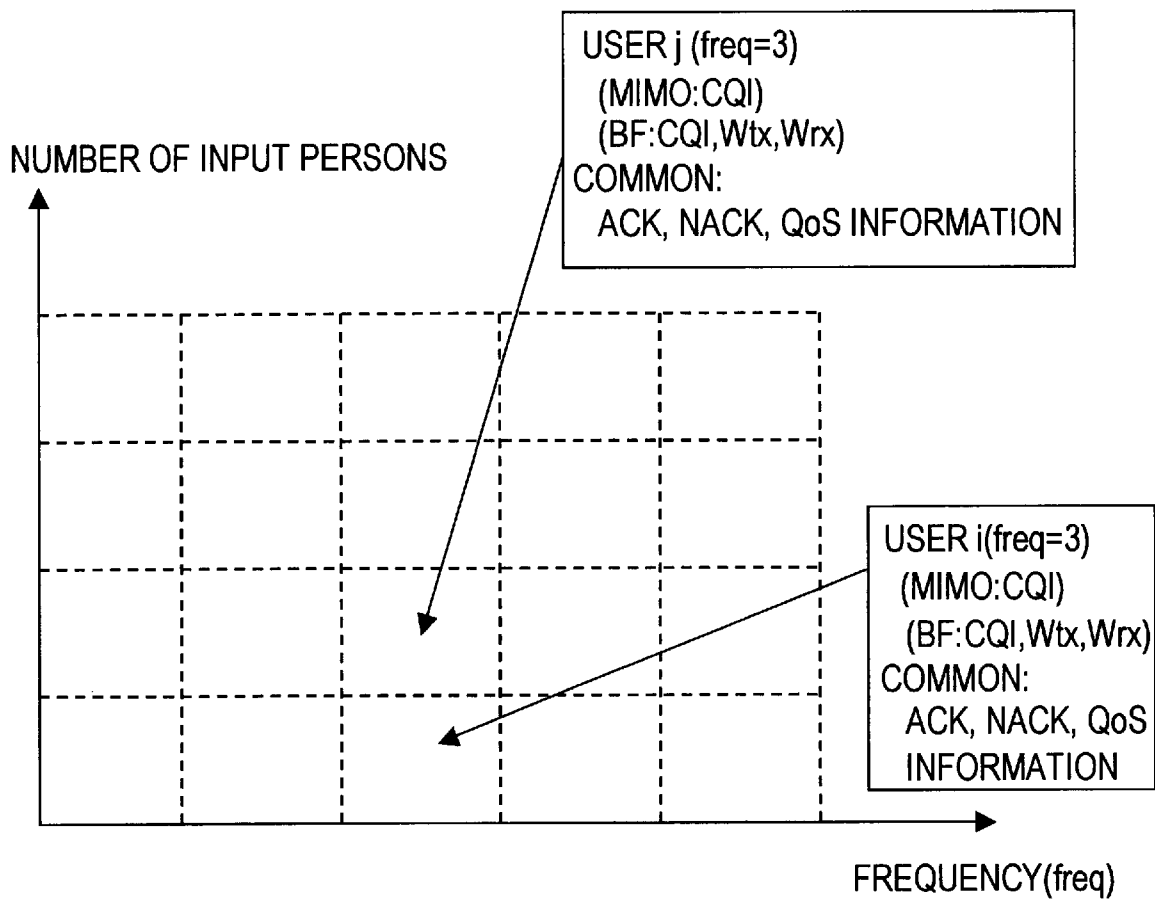 USER j (freq=3)
(MIMO:CQI)
(BF:CQI,Wtx,Wrx)
COMMON:
ACK, NACK, QoS INFORMATION
NUMBER OF INPUT PERSONS
USER i(freq=3)
(MIMO:CQI)
(BF:CQI,Wtx,Wrx)
COMMON:
ACK, NACK, QoS
INFORMATION
FREQUENCY(freq)